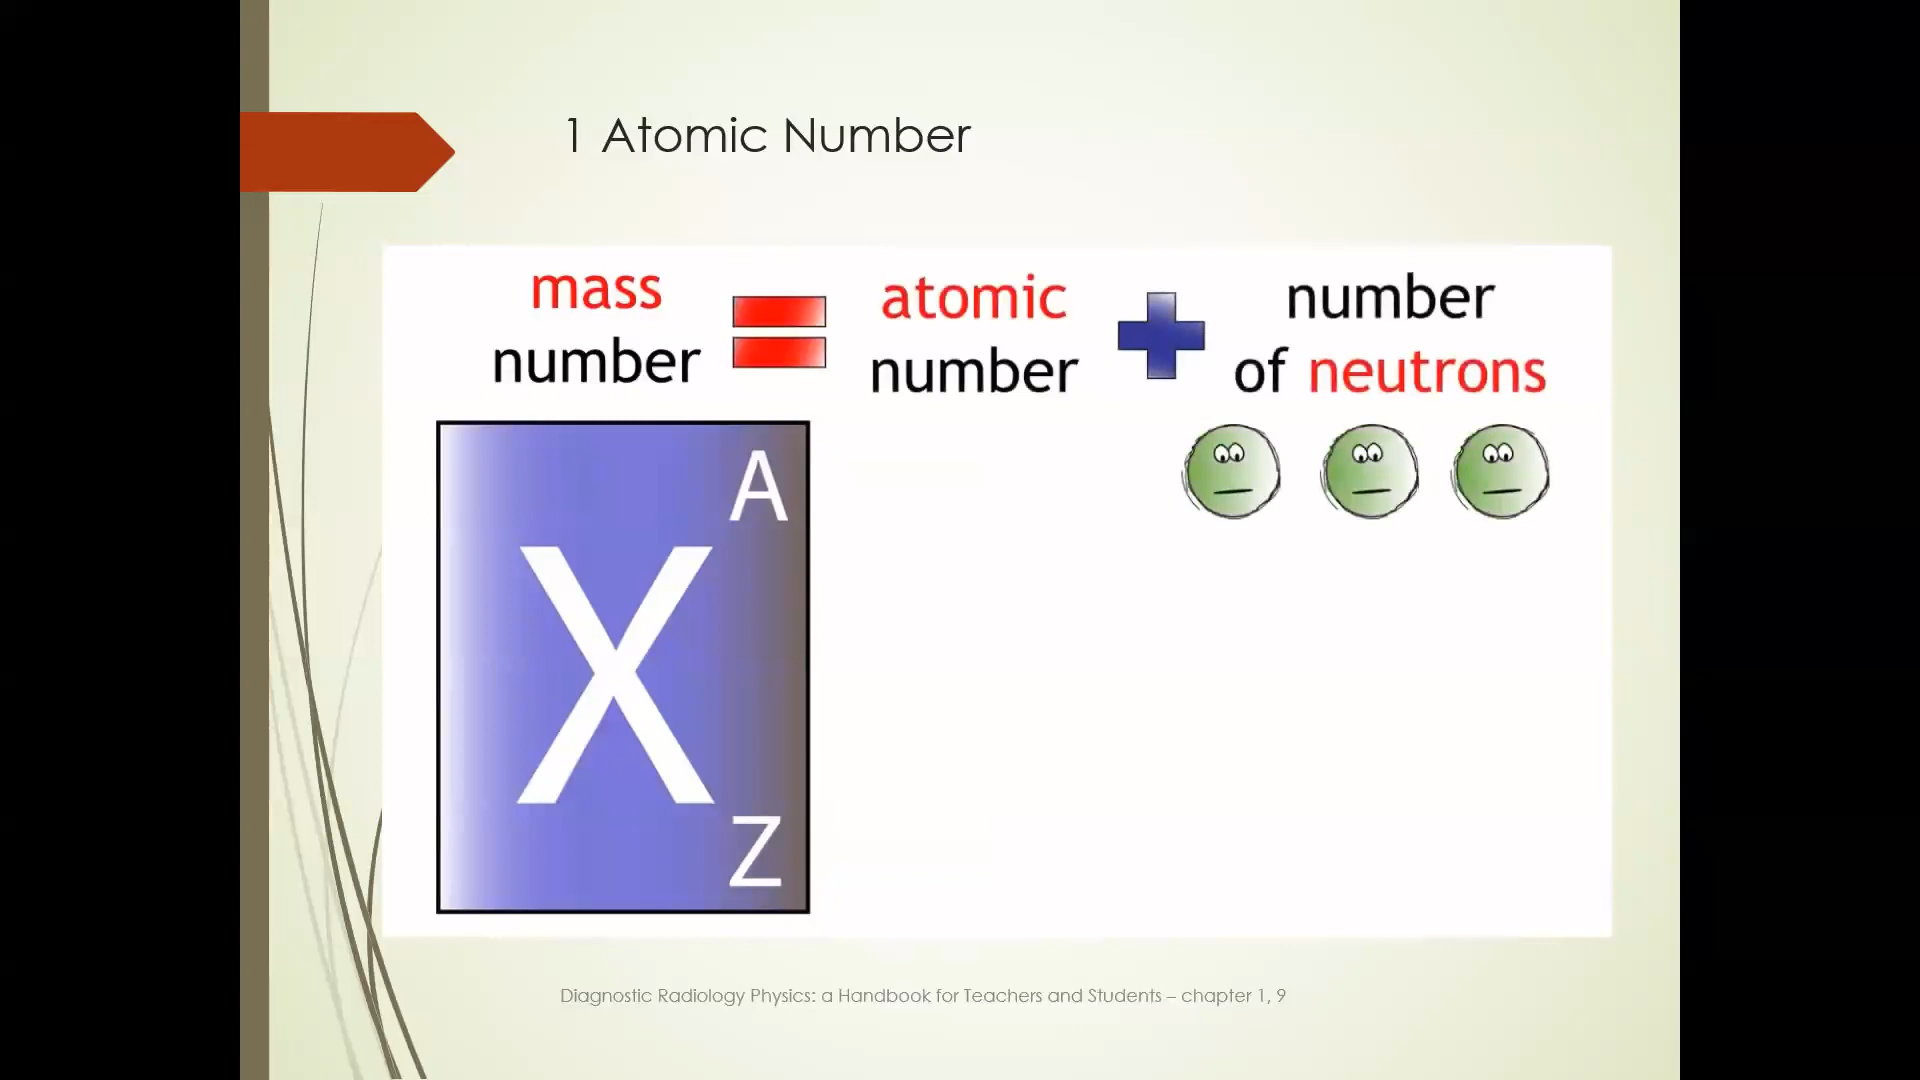 1 Atomic Number
mass
number
atomic
number
number
of neutrons
A
X
Z
Diagnostic Radiology Physics: a Handbook for Teachers and Students – chapter 1, 9